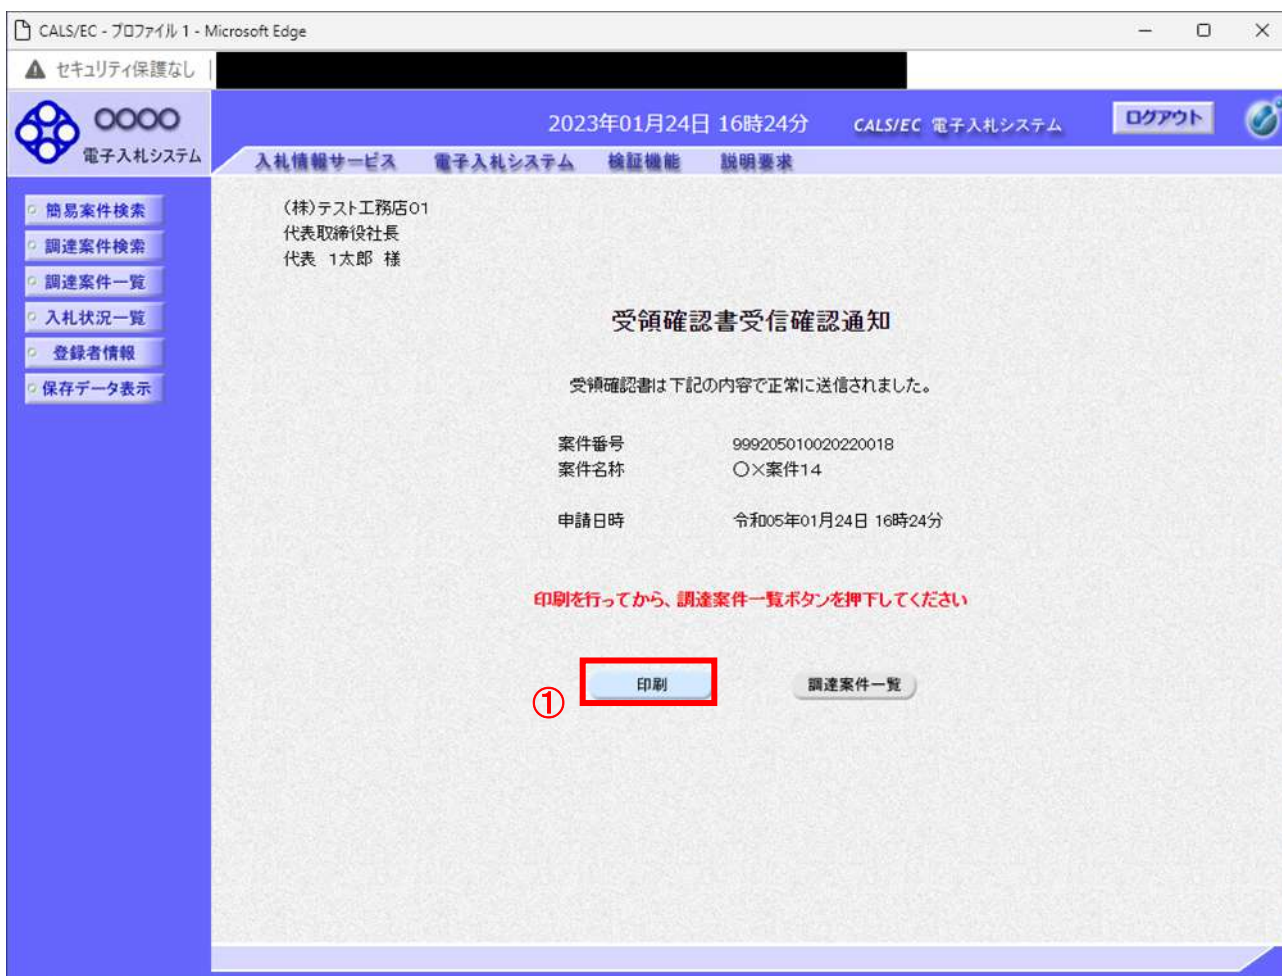 CALS/EC - プロファイル 1 - Microsoft Edge
セキュリティ保護なし
〇〇〇〇
電子入札システム
2023年01月24日 16時24分
CALS/EC 電子入札システム
ログアウト
入札情報サービス 電子入札システム 検証機能 説明要求
簡易案件検索
調達案件検索
調達案件一覧
入札状況一覧
登録者情報
保存データ表示
(株)テスト工務店01
代表取締役社長
代表 1太郎 様
受領確認書受信確認通知
受領確認書は下記の内容で正常に送信されました。
案件番号 999205010020220018
案件名称 〇×案件14
申請日時 令和05年01月24日 16時24分
印刷を行ってから、調達案件一覧ボタンを押下してください
① 印刷 調達案件一覧